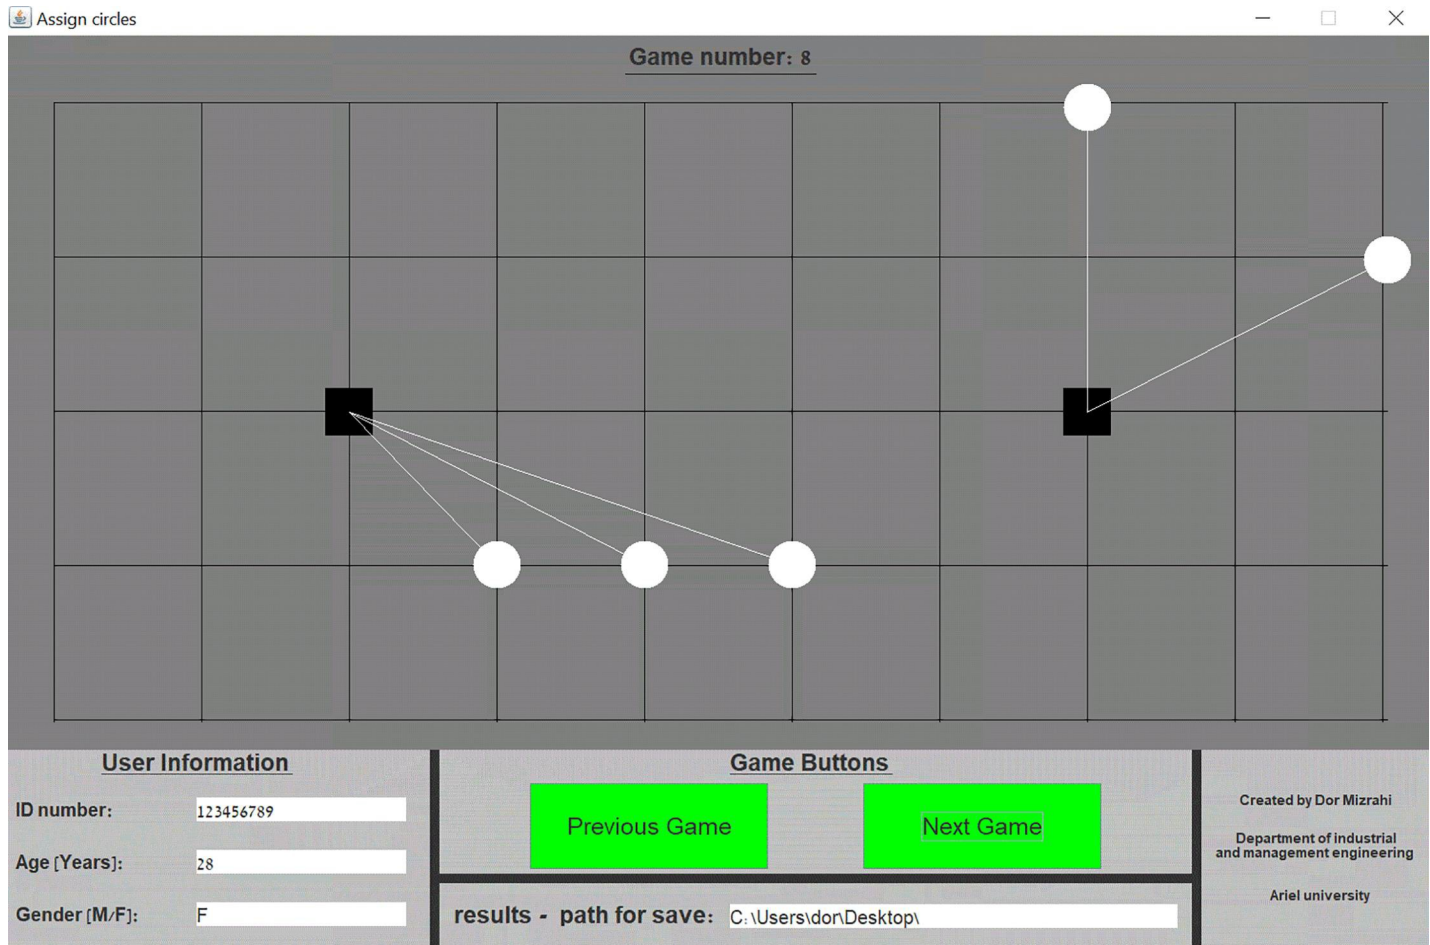 Assign circles
Game number: 8
User Information
ID number: 123456789
Age [Years]: 28
Gender [M/F]: F
Game Buttons
Previous Game
Next Game
results - path for save: C:\Users\dor\Desktop\
Created by Dor Mizrahi
Department of industrial
and management engineering
Ariel university